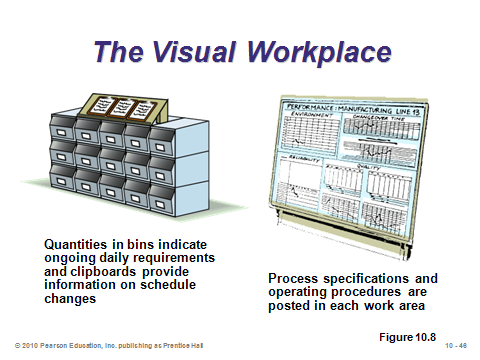 The Visual Workplace
PERFORMANCE: MANUFACTURING LINE 13
ENVIRONMENT
CHANGEOVER TIME
RELIABILITY
QUALITY
Quantities in bins indicate
ongoing daily requirements
and clipboards provide
information on schedule
changes
Process specifications and
operating procedures are
posted in each work area
Figure 10.8
© 2010 Pearson Education, Inc. publishing as Prentice Hall
10 - 46